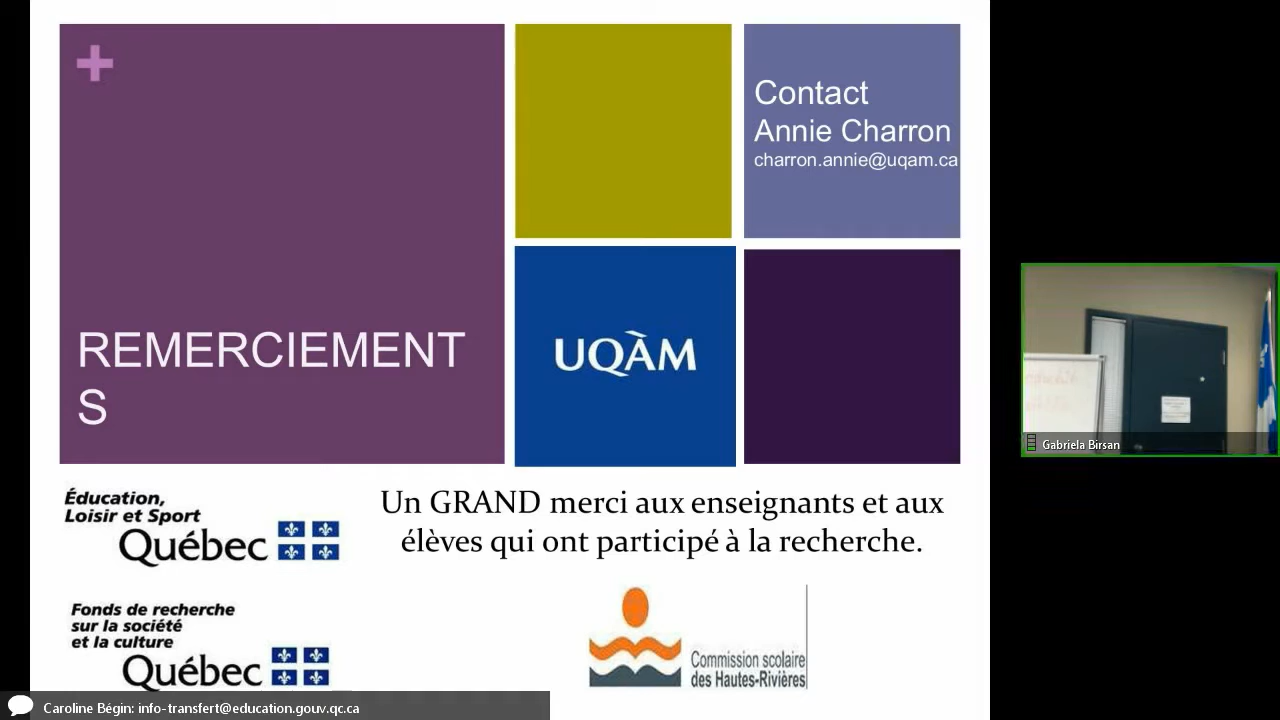 +
Contact
Annie Charron
charron.annie@uqam.ca
REMERCIEMENT
S
UQÀM
Éducation,
Loisir et Sport
Québec
Un GRAND merci aux enseignants et aux
élèves qui ont participé à la recherche.
Fonds de recherche
sur la société
et la culture
Québec
Commission scolaire
des Hautes-Rivières
Gabriela Birsan
Caroline Bégin: info-transfert@education.gouv.qc.ca